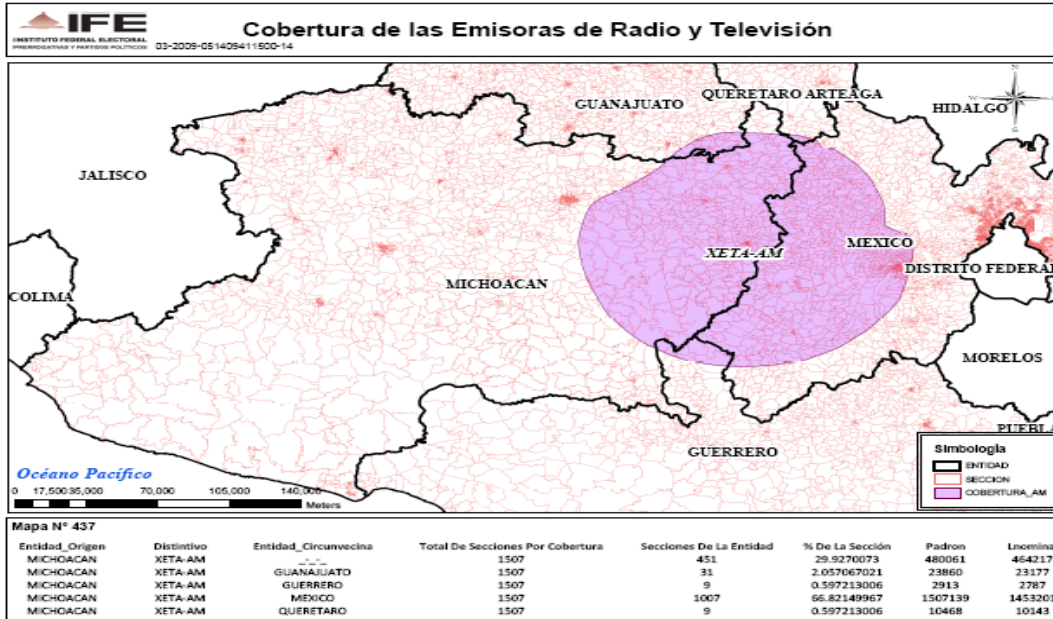 IFE
INSTITUTO FEDERAL ELECTORAL
PRERROGATIVAS Y PARTIDOS POLÍTICOS
03-2009-051409411500-14
Cobertura de las Emisoras de Radio y Televisión
GUANAJUATO
QUERETARO ARTEAGA
HIDALGO
JALISCO
XETA-AM
MEXICO
DISTRITO FEDERAL
MICHOACAN
COLIMA
MORELOS
PUEBLA
GUERRERO
Océano Pacífico
0 17,500 35,000 70,000 105,000 140,000
Meters
Simbología
ENTIDAD
SECCION
COBERTURA_AM
Mapa N° 437
Entidad_Origen Distintivo Entidad_Circunvecina Total De Secciones Por Cobertura Secciones De La Entidad % De La Sección Padron Lnomina
MICHOACAN XETA-AM _-_-_ 1507 451 29.9270073 480061 464217
MICHOACAN XETA-AM GUANAJUATO 1507 31 2.057067021 23860 23177
MICHOACAN XETA-AM GUERRERO 1507 9 0.597213006 2913 2787
MICHOACAN XETA-AM MEXICO 1507 1007 66.82149967 1507139 1453201
MICHOACAN XETA-AM QUERETARO 1507 9 0.597213006 10468 10143